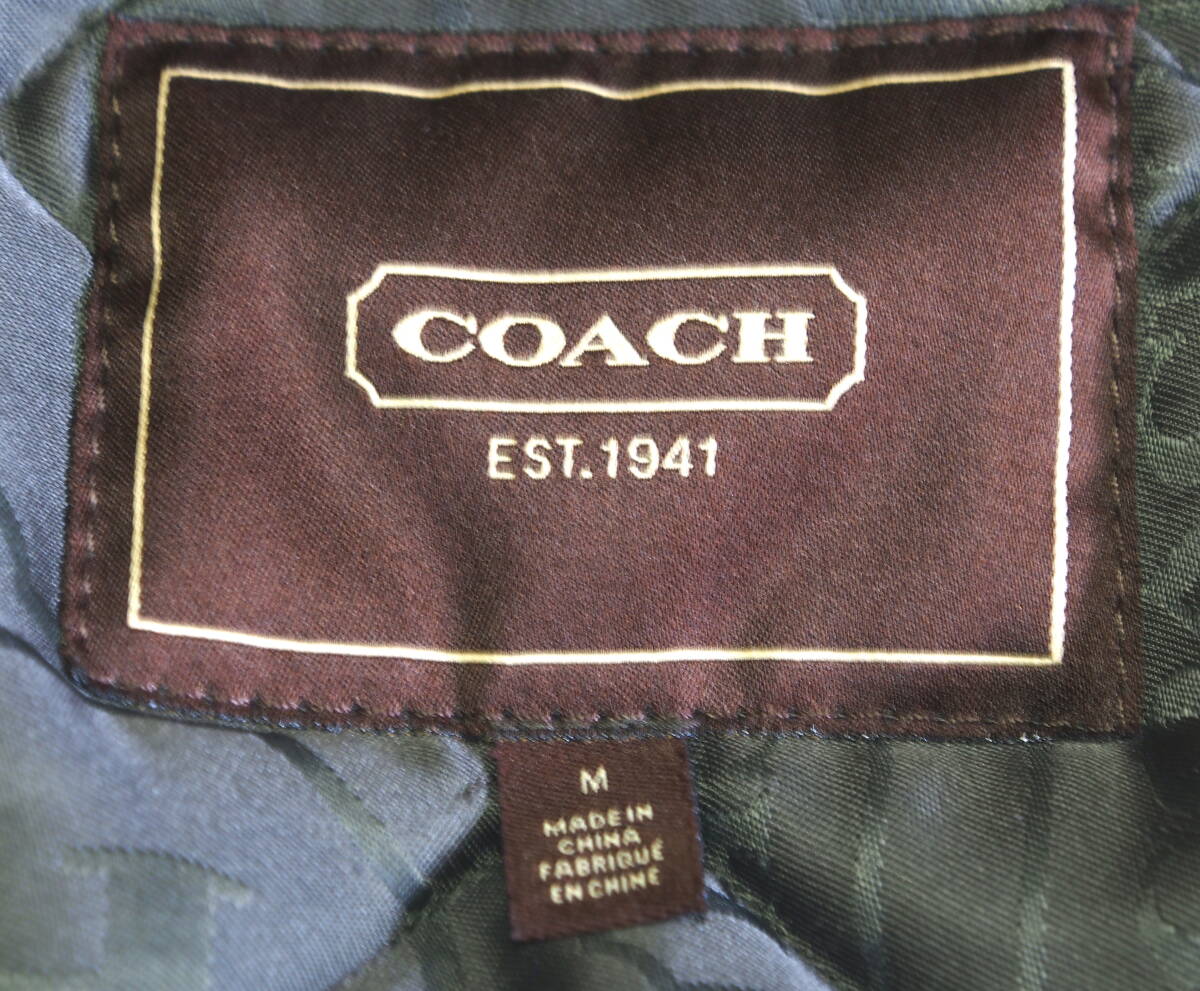 COACH
EST. 1941
M
MADE IN
CHINA
FABRIQUÉ
EN CHINE